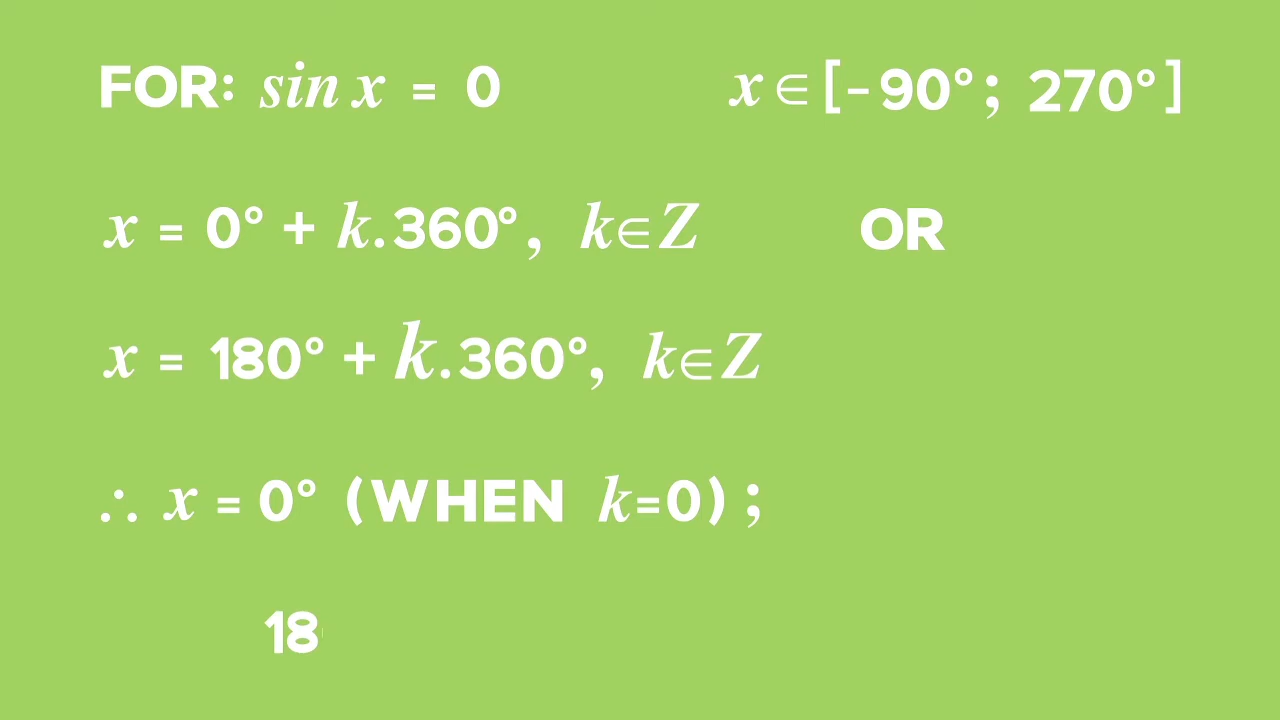 FOR: sin x = 0 x ∈ [-90°; 270°]
x = 0° + k.360°, k∈Z OR
x = 180° + k.360°, k∈Z
∴ x = 0° (WHEN k=0);
18